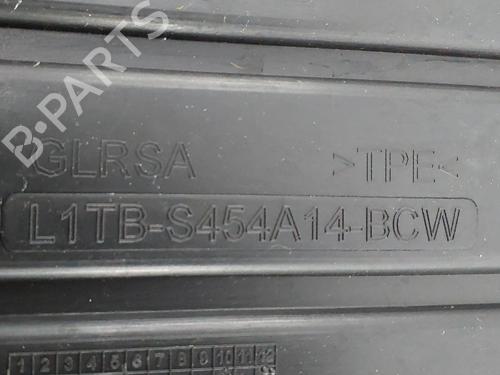 B-PARTS
GLRSA >TPE<
L1TB-S454A14-BCW
1 2 3 4 5 6 7 8 9 10 11 12